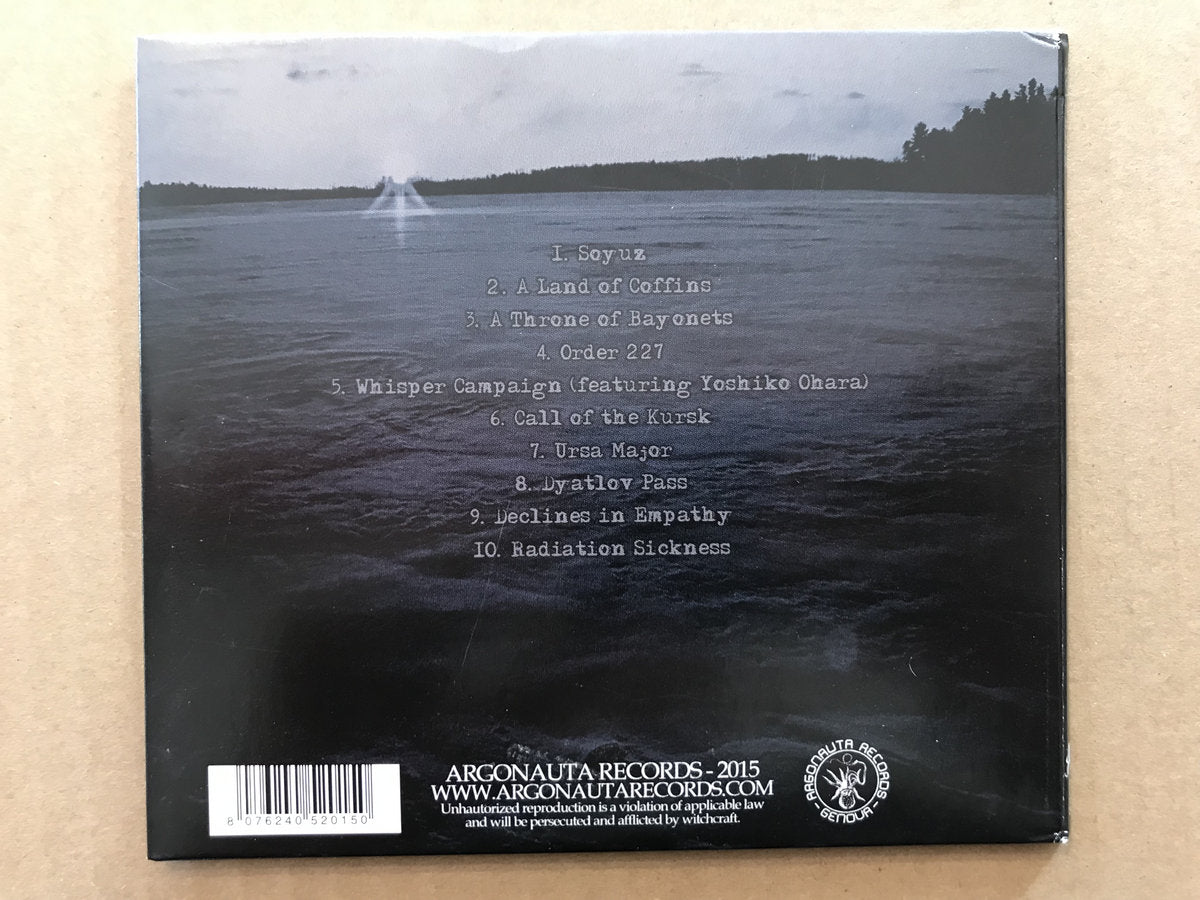 1. Soyuz
2. A Land of Coffins
3. A Throne of Bayonets
4. Order 227
5. Whisper Campaign (featuring Yoshiko Ohara)
6. Call of the Kursk
7. Ursa Major
8. Dyatlov Pass
9. Declines in Empathy
10. Radiation Sickness
ARGONAUTA RECORDS - 2015
WWW.ARGONAUTARECORDS.COM
Unhautorized reproduction is a violation of applicable law
and will be persecuted and afflicted by witchcraft.
8 076240 520150
ARGONAUTA RECORDS
- GENOVA -